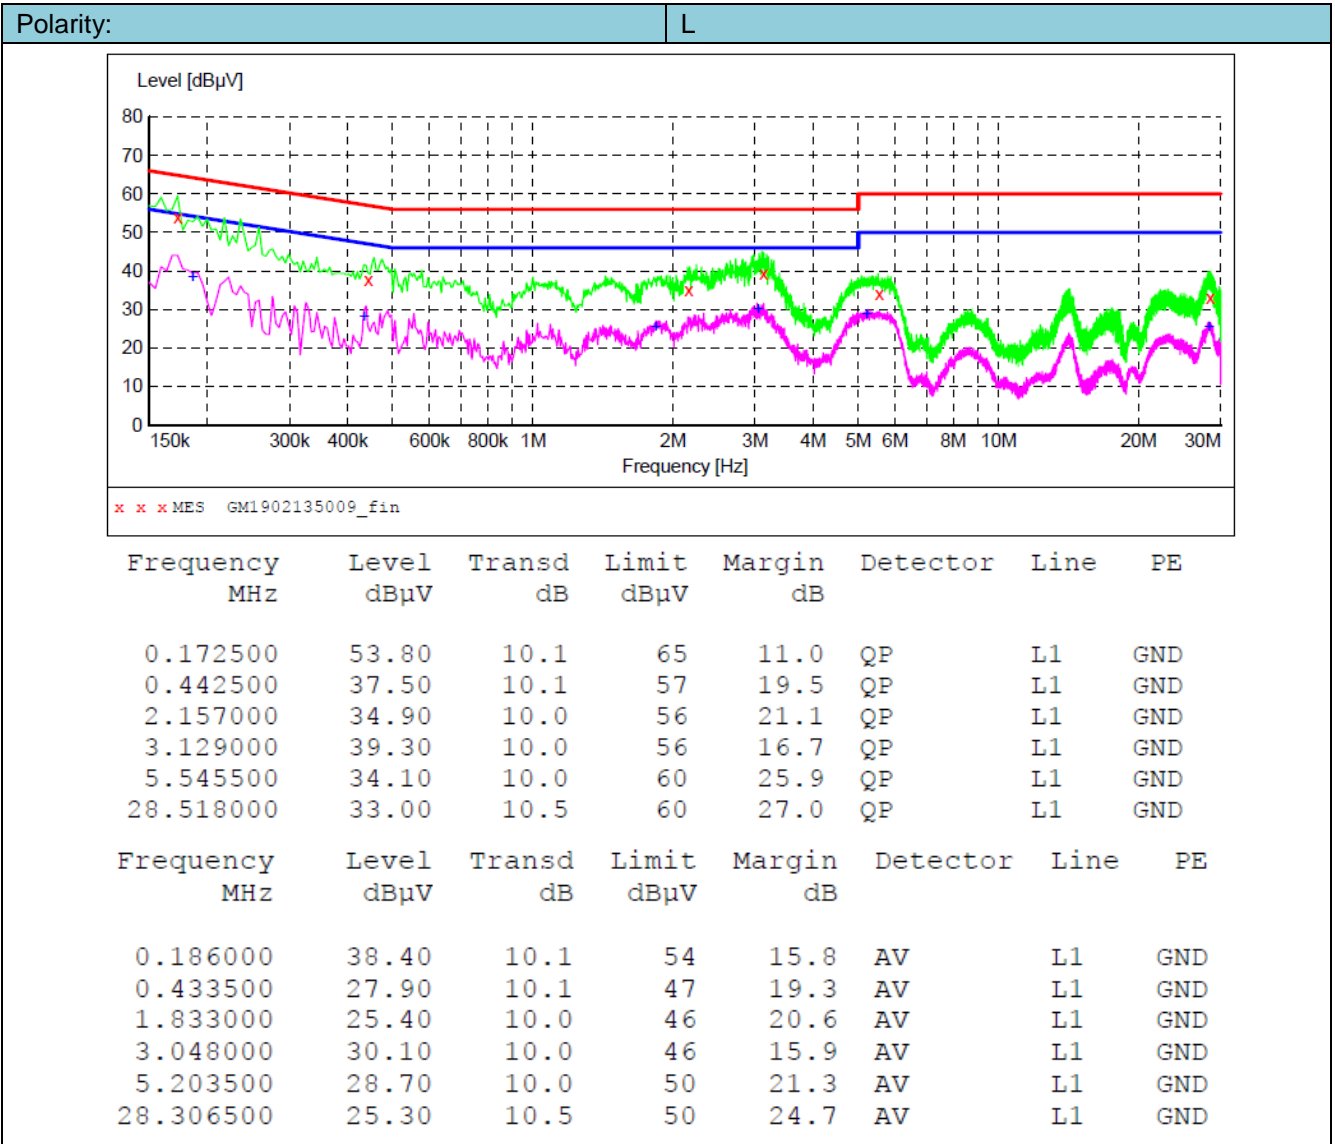 Polarity: L
Level [dBµV]
80
70
60
50
40
30
20
10
0
150k 300k 400k 600k 800k 1M 2M 3M 4M 5M 6M 8M 10M 20M 30M
Frequency [Hz]
x x x MES GM1902135009_fin
Frequency Level Transd Limit Margin Detector Line PE
MHz dBµV dB dBµV dB
0.172500 53.80 10.1 65 11.0 QP L1 GND
0.442500 37.50 10.1 57 19.5 QP L1 GND
2.157000 34.90 10.0 56 21.1 QP L1 GND
3.129000 39.30 10.0 56 16.7 QP L1 GND
5.545500 34.10 10.0 60 25.9 QP L1 GND
28.518000 33.00 10.5 60 27.0 QP L1 GND
Frequency Level Transd Limit Margin Detector Line PE
MHz dBµV dB dBµV dB
0.186000 38.40 10.1 54 15.8 AV L1 GND
0.433500 27.90 10.1 47 19.3 AV L1 GND
1.833000 25.40 10.0 46 20.6 AV L1 GND
3.048000 30.10 10.0 46 15.9 AV L1 GND
5.203500 28.70 10.0 50 21.3 AV L1 GND
28.306500 25.30 10.5 50 24.7 AV L1 GND